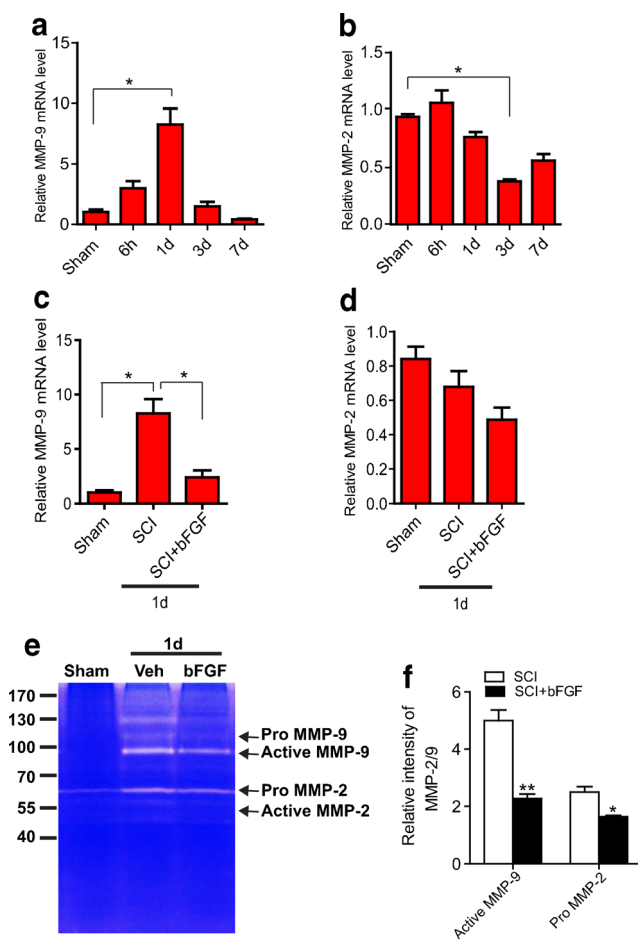 a
Relative MMP-9 mRNA level
15
10
5
0
*
Sham
6h
1d
3d
7d
b
Relative MMP-2 mRNA level
1.5
1.0
0.5
0.0
*
Sham
6h
1d
3d
7d
c
Relative MMP-9 mRNA level
15
10
5
0
*
*
Sham
SCI
SCI+bFGF
1d
d
Relative MMP-2 mRNA level
1.0
0.8
0.6
0.4
0.2
0.0
Sham
SCI
SCI+bFGF
1d
e
1d
Sham Veh bFGF
170
130
100
70
55
40
Pro MMP-9
Active MMP-9
Pro MMP-2
Active MMP-2
f
SCI
SCI+bFGF
Relative intensity of
MMP-2/9
6
4
2
0
**
*
Active MMP-9
Pro MMP-2